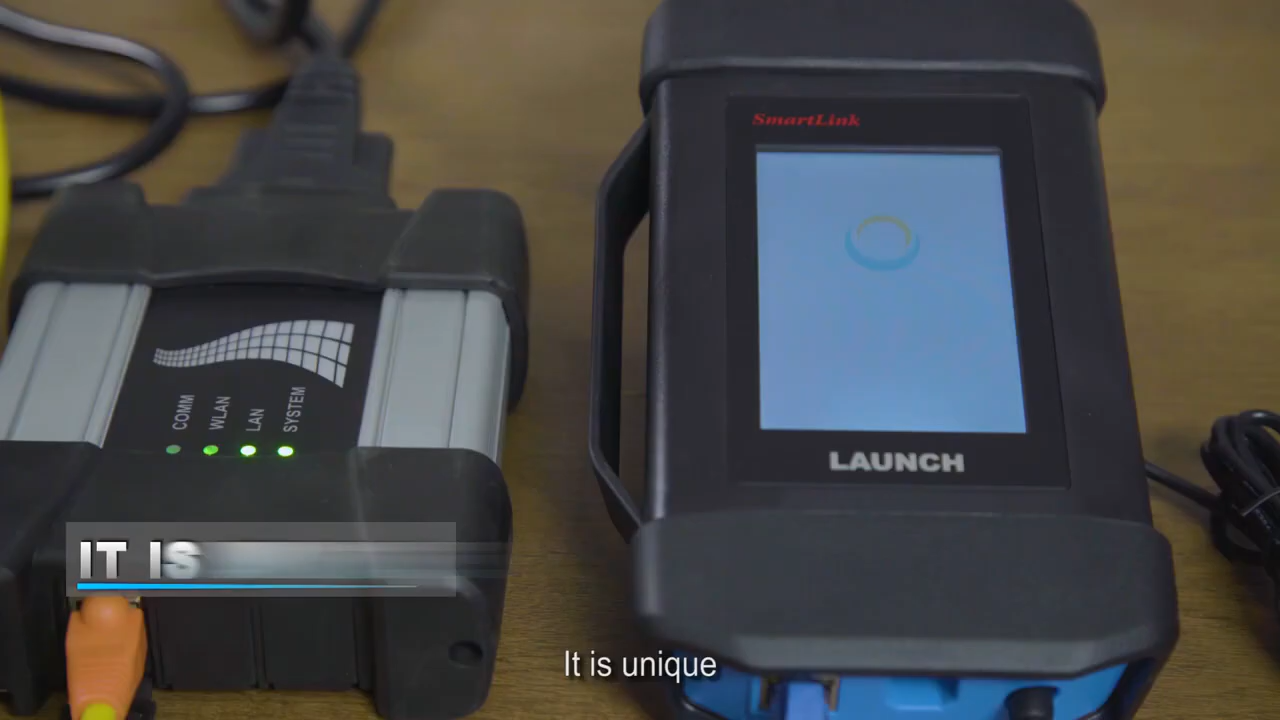 SmartLink
COMM
WLAN
LAN
SYSTEM
LAUNCH
IT IS
It is unique